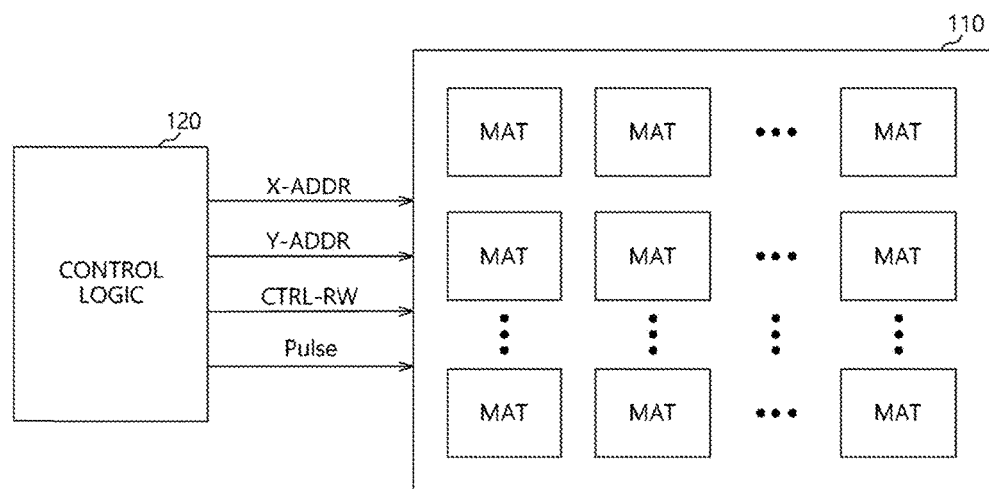 110
120
MAT MAT MAT
X-ADDR
Y-ADDR
MAT MAT MAT
CONTROL
LOGIC
CTRL-RW
Pulse
MAT MAT MAT